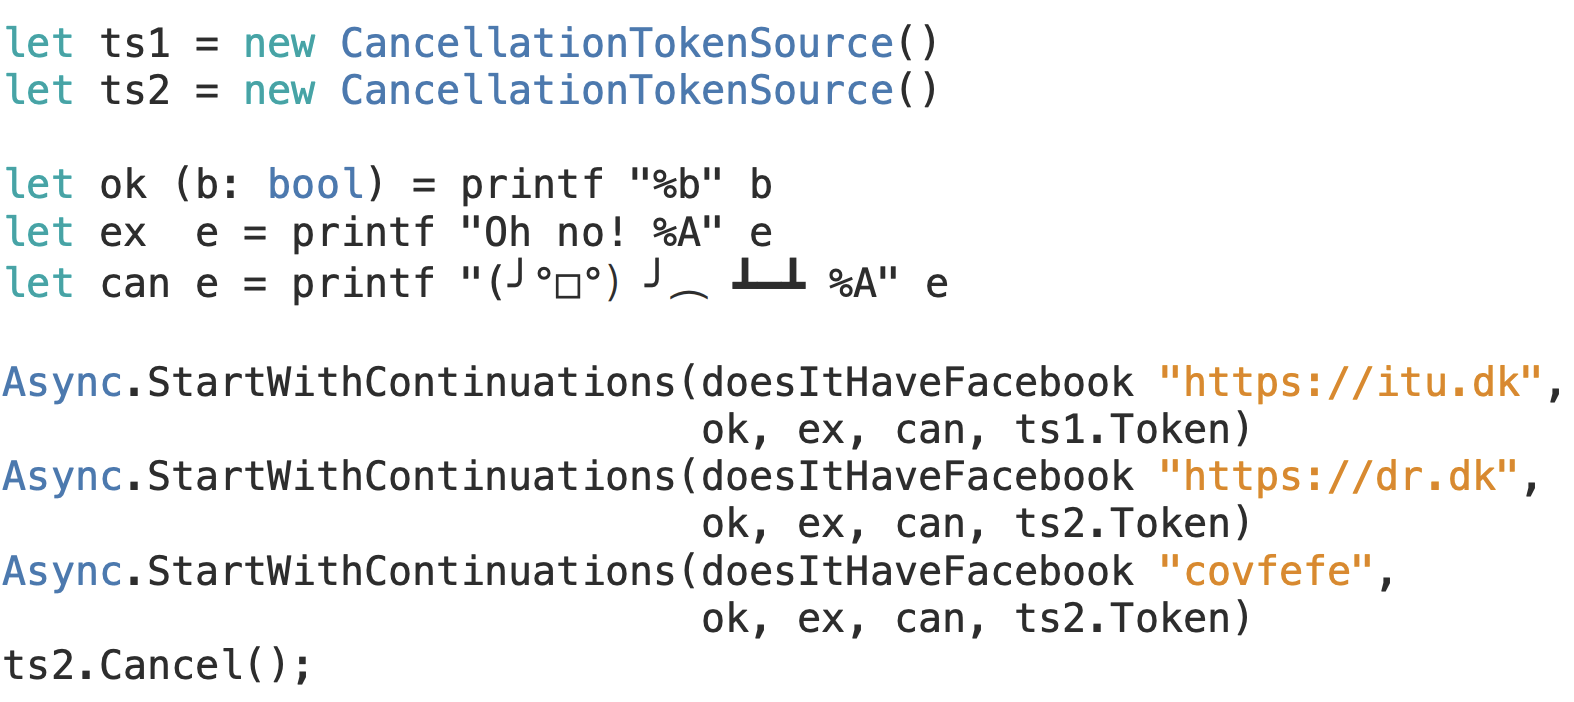 let ts1 = new CancellationTokenSource()
let ts2 = new CancellationTokenSource()
let ok (b: bool) = printf "%b" b
let ex  e = printf "Oh no! %A" e
let can e = printf "(╯°□°) ╯︵ ┻━┻ %A" e
Async.StartWithContinuations(doesItHaveFacebook "https://itu.dk",
ok, ex, can, ts1.Token)
Async.StartWithContinuations(doesItHaveFacebook "https://dr.dk",
ok, ex, can, ts2.Token)
Async.StartWithContinuations(doesItHaveFacebook "covfefe",
ok, ex, can, ts2.Token)
ts2.Cancel();